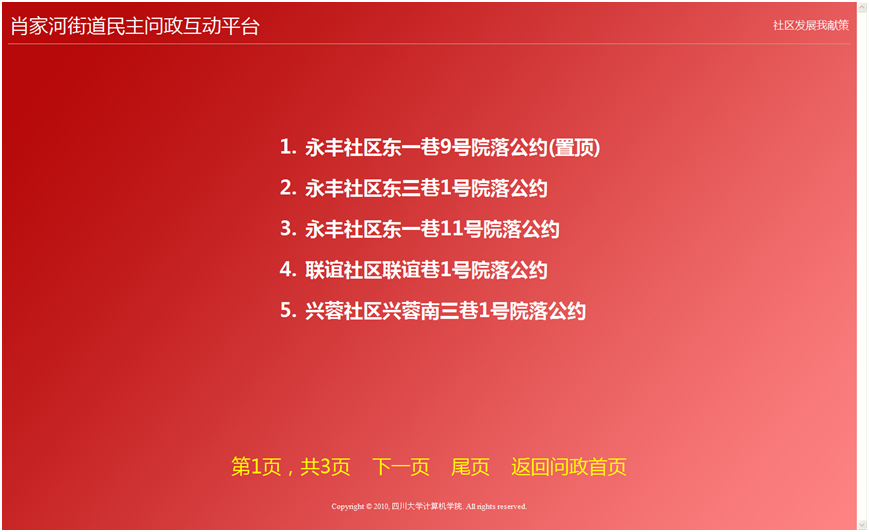 肖家河街道民主问政互动平台
社区发展我献策
1. 永丰社区东一巷9号院落公约(置顶)
2. 永丰社区东三巷1号院落公约
3. 永丰社区东一巷11号院落公约
4. 联谊社区联谊巷1号院落公约
5. 兴蓉社区兴蓉南三巷1号院落公约
第1页，共3页 下一页 尾页 返回问政首页
Copyright © 2010, 四川大学计算机学院. All rights reserved.